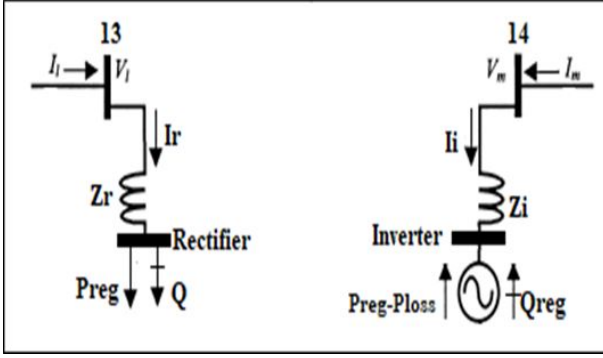 13
14
Il
Vl
Vm
Im
Ir
Ii
Zr
Zi
Rectifier
Inverter
Preg
Q
Preg-Ploss
Qreg